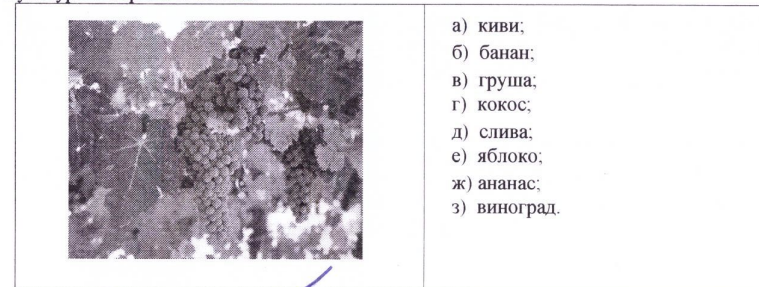 а) киви;
б) банан;
в) груша;
г) кокос;
д) слива;
е) яблоко;
ж) ананас;
з) виноград.